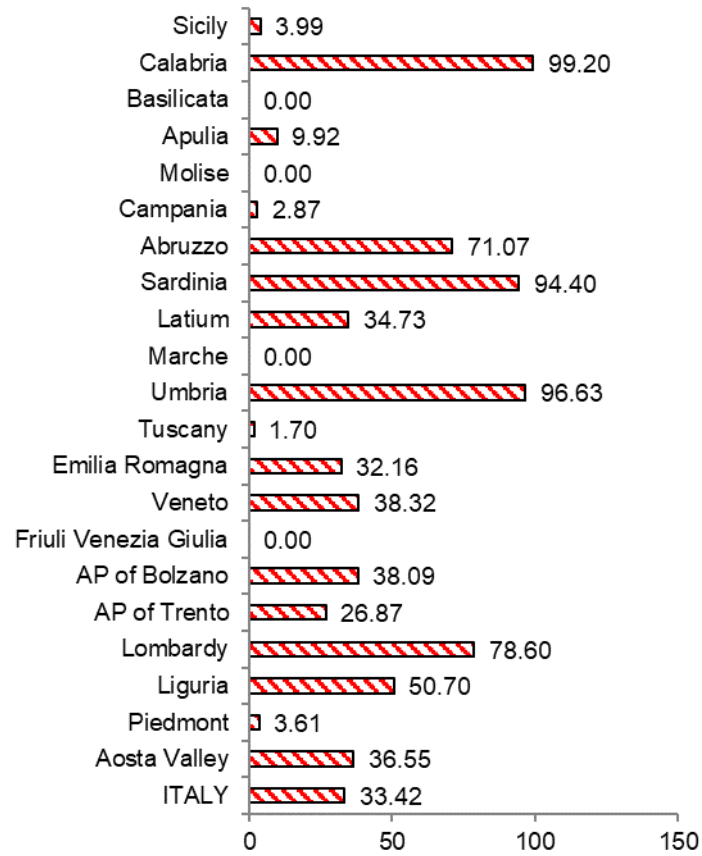 Sicily 3.99
Calabria 99.20
Basilicata 0.00
Apulia 9.92
Molise 0.00
Campania 2.87
Abruzzo 71.07
Sardinia 94.40
Latium 34.73
Marche 0.00
Umbria 96.63
Tuscany 1.70
Emilia Romagna 32.16
Veneto 38.32
Friuli Venezia Giulia 0.00
AP of Bolzano 38.09
AP of Trento 26.87
Lombardy 78.60
Liguria 50.70
Piedmont 3.61
Aosta Valley 36.55
ITALY 33.42
0 50 100 150